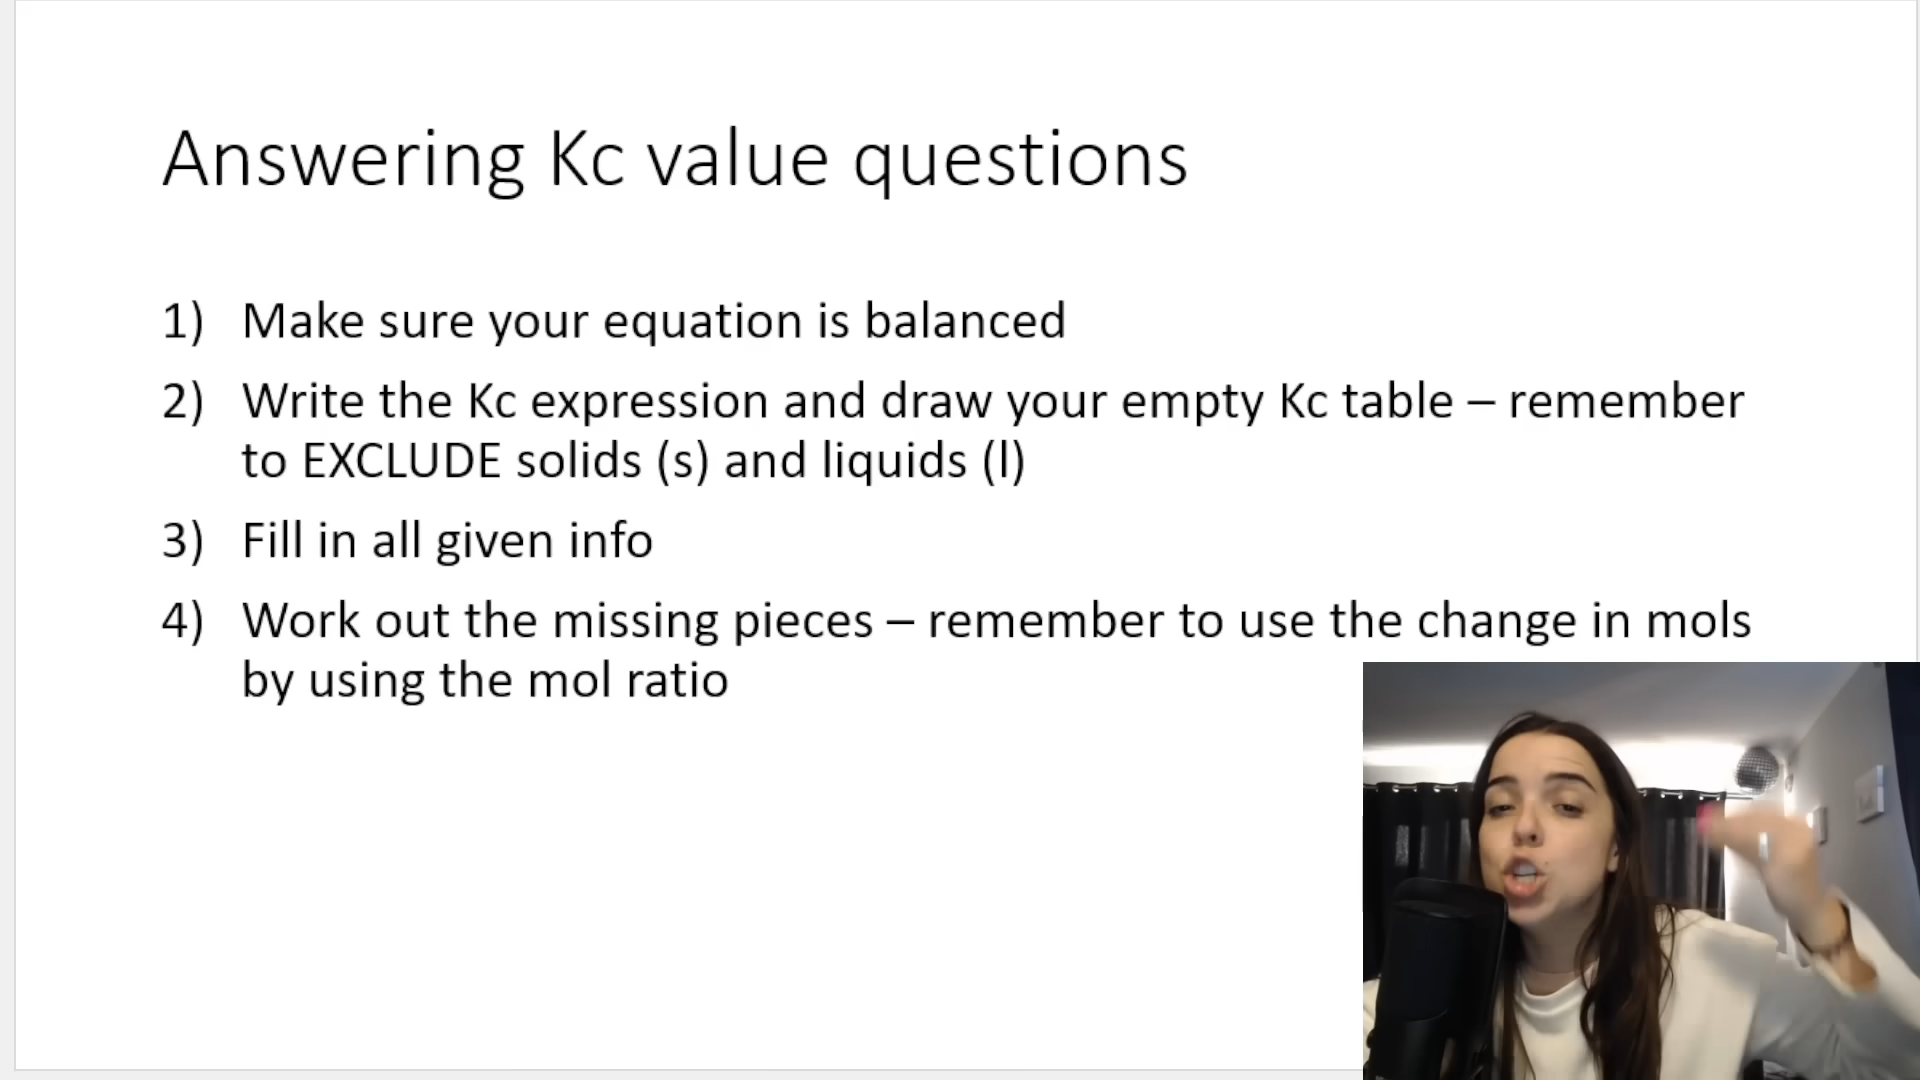 Answering Kc value questions
1) Make sure your equation is balanced
2) Write the Kc expression and draw your empty Kc table – remember
to EXCLUDE solids (s) and liquids (l)
3) Fill in all given info
4) Work out the missing pieces – remember to use the change in mols
by using the mol ratio